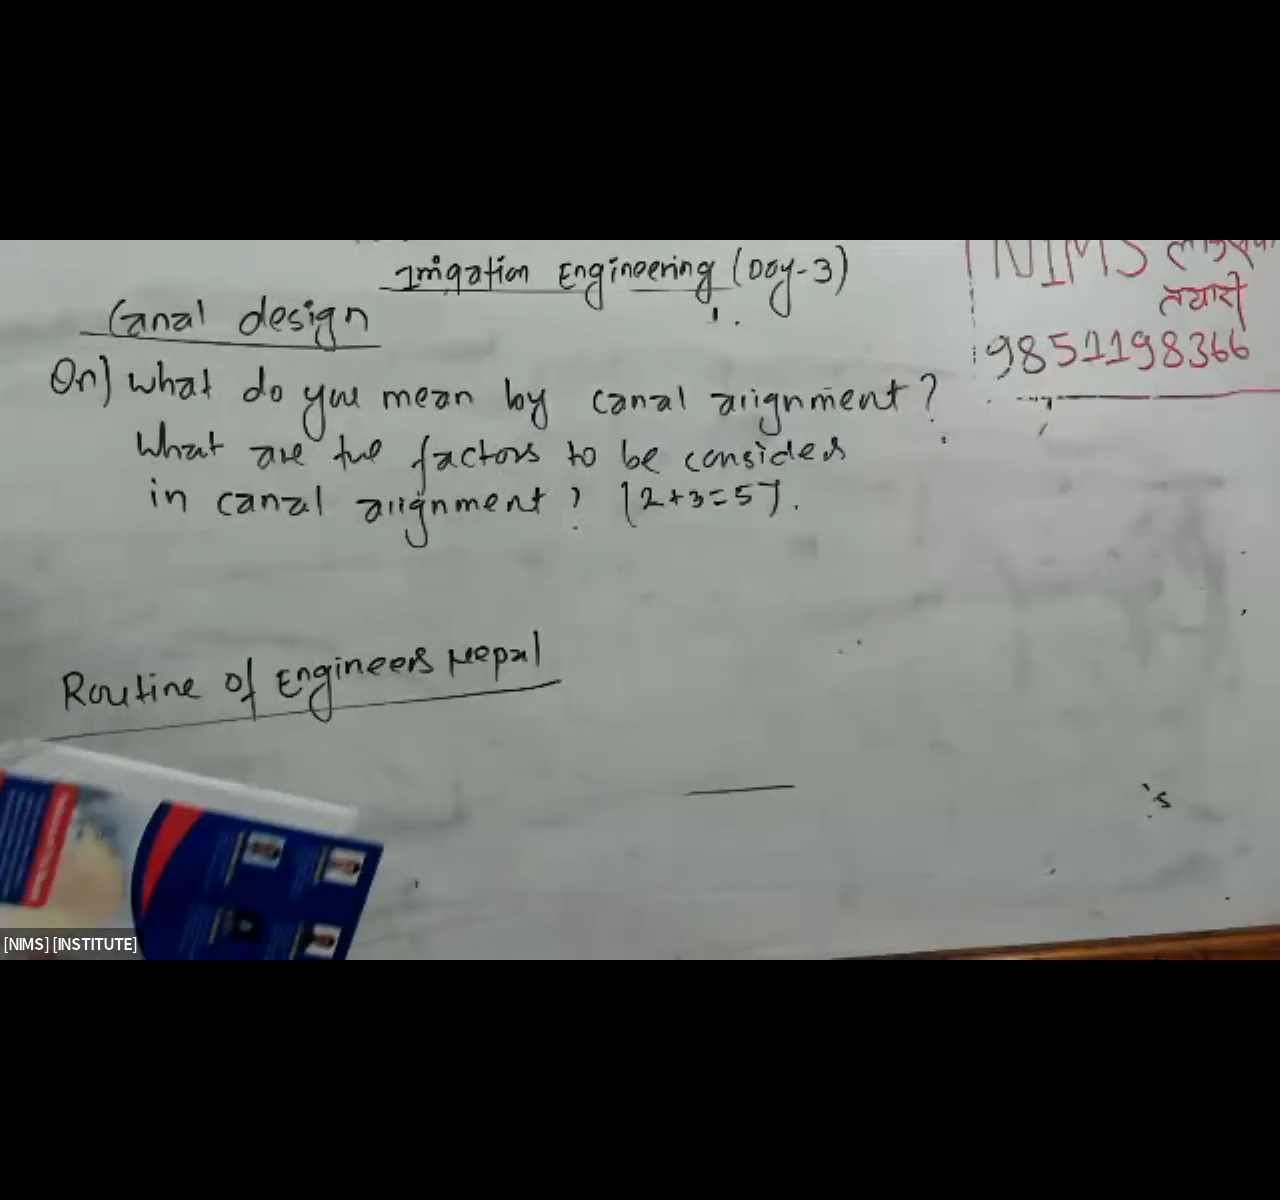 Irrigation Engineering (Day-3)
NIMS
तयारी
9851198366
Canal design
Qn) What do you mean by canal alignment?
What are the factors to be consider
in canal alignment? [2+3=5].
Routine of Engineers Nepal
[NIMS] [INSTITUTE]